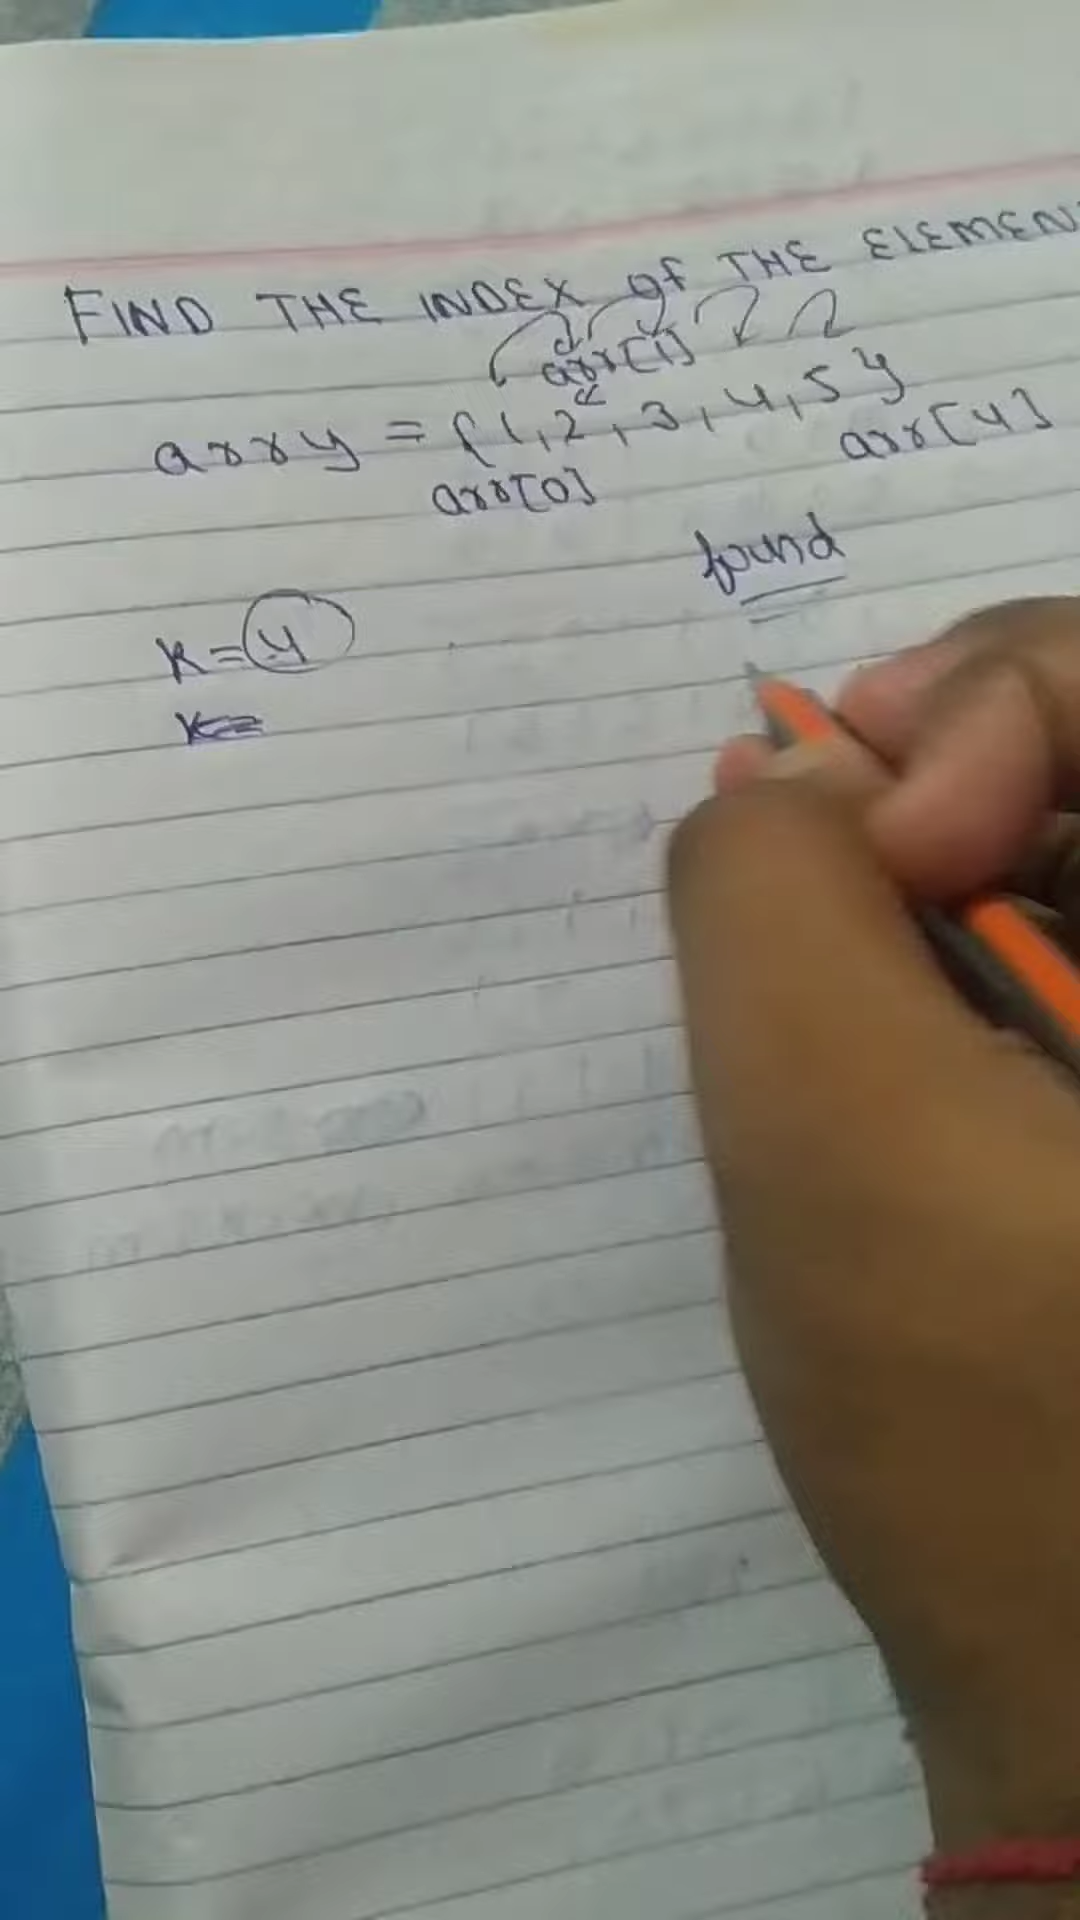 FIND THE INDEX of THE ELEMEN
arr[1]
arry = {1,2,3,4,5}
arr[0] arr[4]
found
K=4
K=